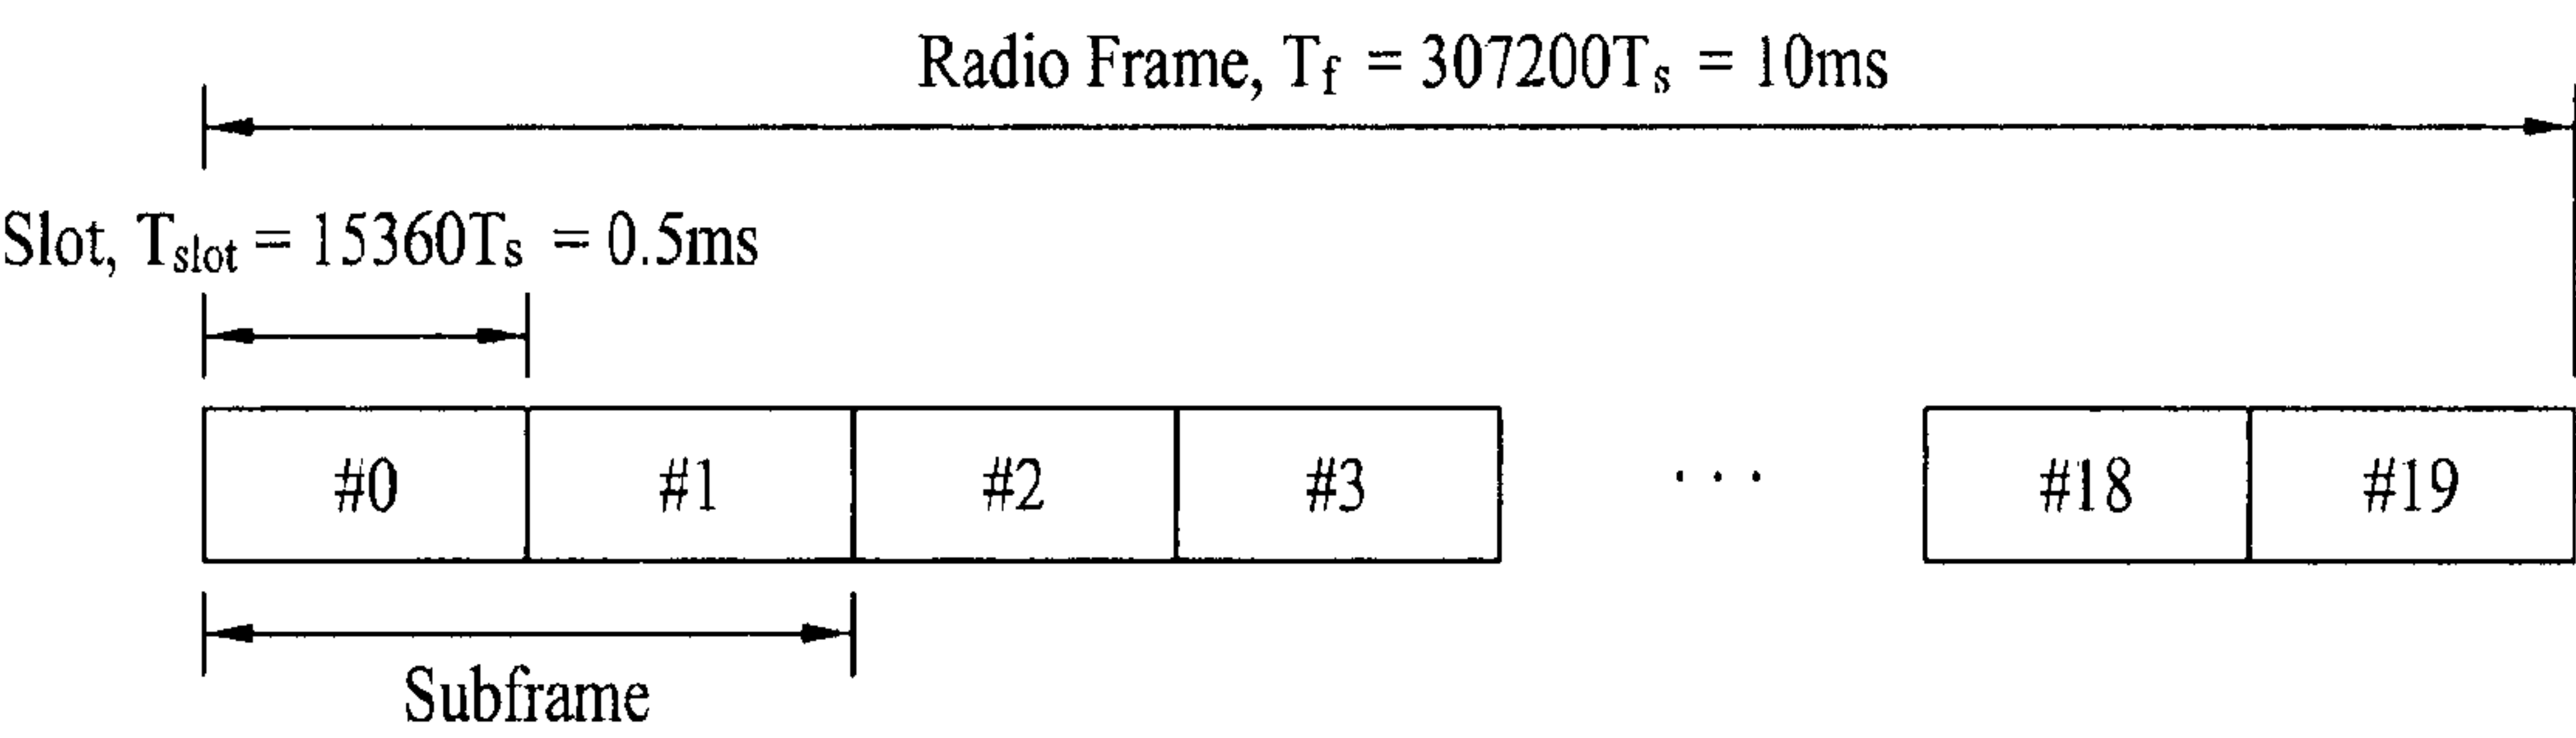 Radio Frame, Tf = 307200Ts = 10ms
Slot, Tslot = 15360Ts = 0.5ms
#0 #1 #2 #3 ... #18 #19
Subframe